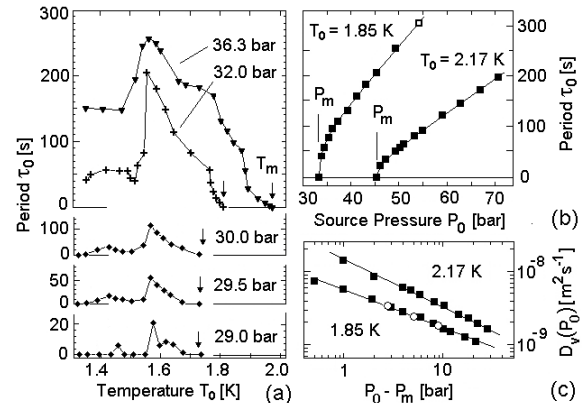 300
250
200
150
100
50
0
100
0
50
0
20
0
Period τ0 [s]
36.3 bar
32.0 bar
Tm
30.0 bar
29.5 bar
29.0 bar
1.4
1.6
1.8
2.0
Temperature T0 [K]
(a)
T0 = 1.85 K
T0 = 2.17 K
Pm
Pm
300
200
100
0
Period τ0 [s]
30
40
50
60
70
Source Pressure P0 [bar]
(b)
2.17 K
1.85 K
10-8
10-9
Dv(P0) [m2s-1]
1
10
P0 - Pm [bar]
(c)